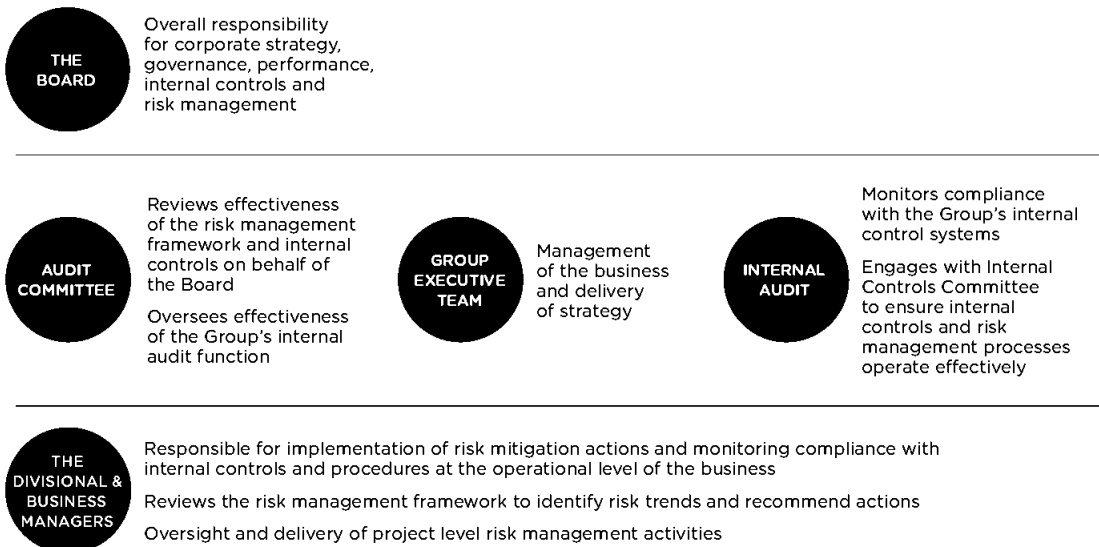 THE
BOARD
Overall responsibility
for corporate strategy,
governance, performance,
internal controls and
risk management
AUDIT
COMMITTEE
Reviews effectiveness
of the risk management
framework and internal
controls on behalf of
the Board
Oversees effectiveness
of the Group's internal
audit function
GROUP
EXECUTIVE
TEAM
Management
of the business
and delivery
of strategy
INTERNAL
AUDIT
Monitors compliance
with the Group's internal
control systems
Engages with Internal
Controls Committee
to ensure internal
controls and risk
management processes
operate effectively
THE
DIVISIONAL &
BUSINESS
MANAGERS
Responsible for implementation of risk mitigation actions and monitoring compliance with
internal controls and procedures at the operational level of the business
Reviews the risk management framework to identify risk trends and recommend actions
Oversight and delivery of project level risk management activities